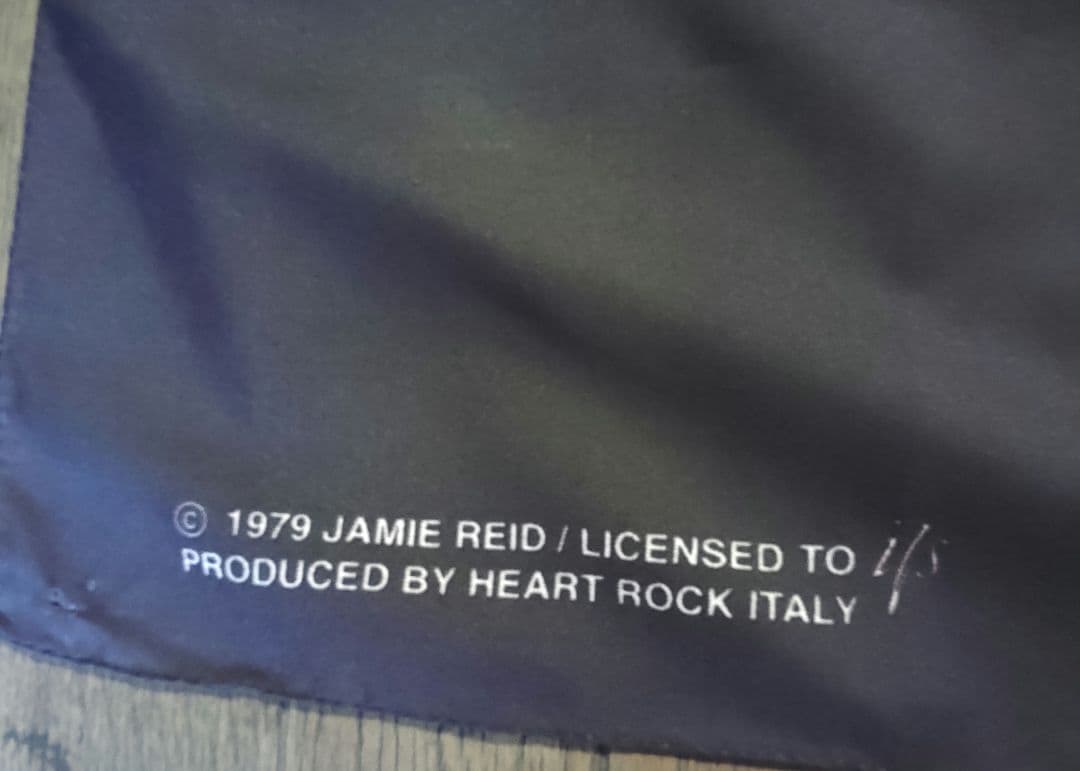 © 1979 JAMIE REID / LICENSED TO
PRODUCED BY HEART ROCK ITALY